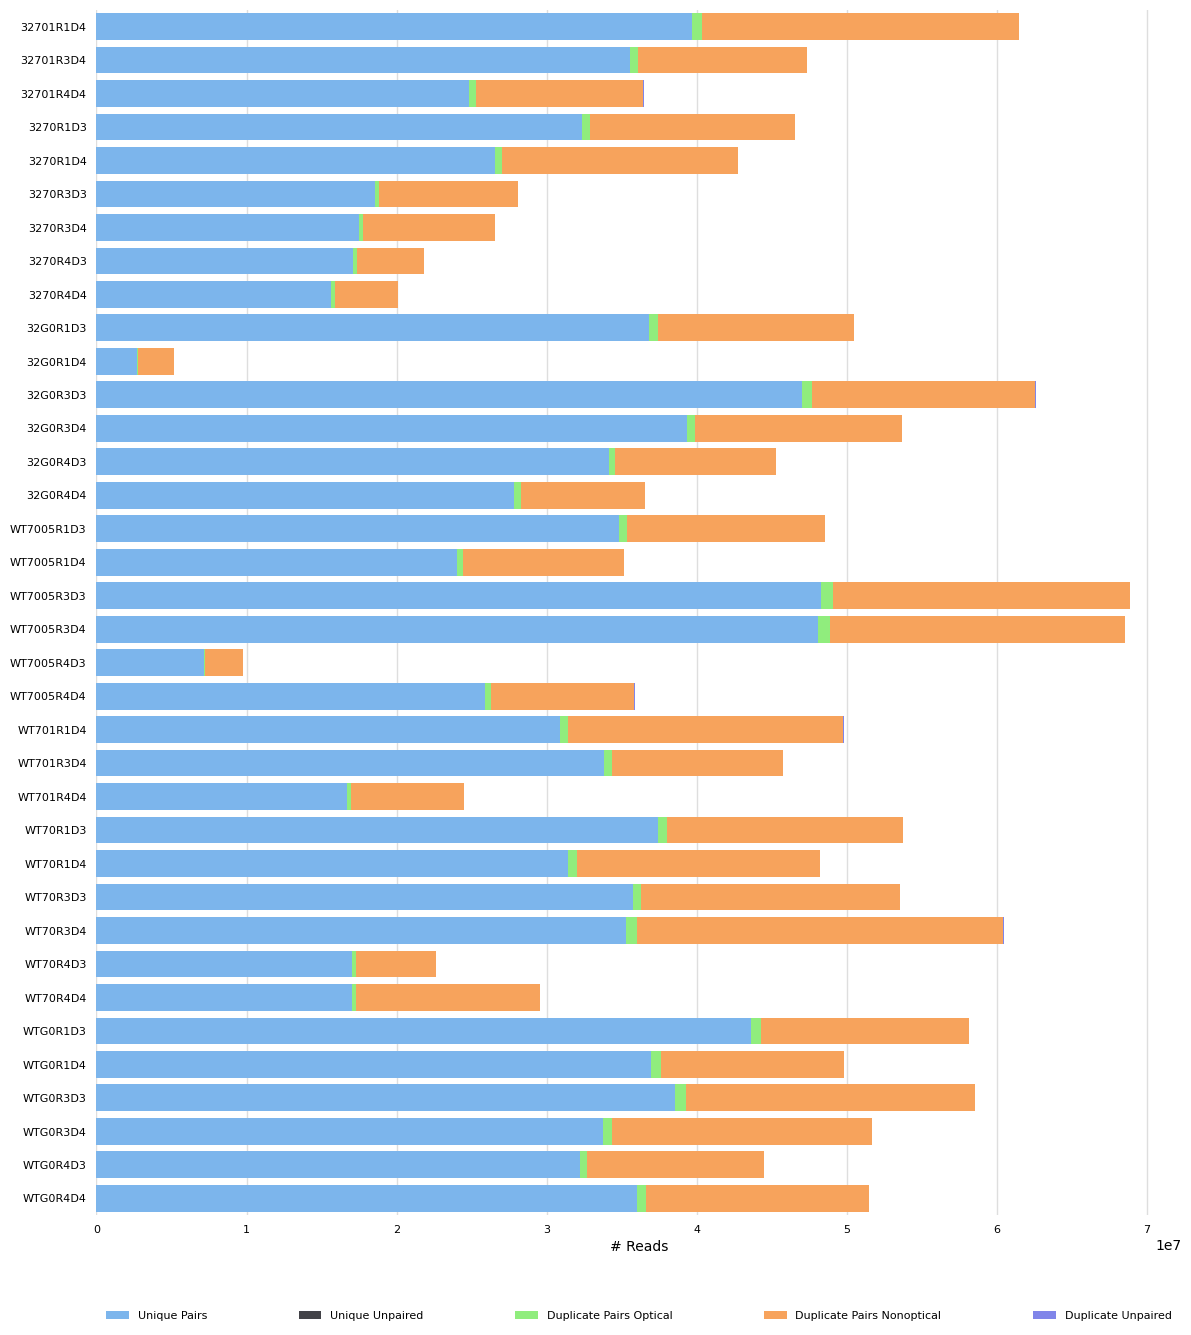 32701R1D4
32701R3D4
32701R4D4
3270R1D3
3270R1D4
3270R3D3
3270R3D4
3270R4D3
3270R4D4
32G0R1D3
32G0R1D4
32G0R3D3
32G0R3D4
32G0R4D3
32G0R4D4
WT7005R1D3
WT7005R1D4
WT7005R3D3
WT7005R3D4
WT7005R4D3
WT7005R4D4
WT701R1D4
WT701R3D4
WT701R4D4
WT70R1D3
WT70R1D4
WT70R3D3
WT70R3D4
WT70R4D3
WT70R4D4
WTG0R1D3
WTG0R1D4
WTG0R3D3
WTG0R3D4
WTG0R4D3
WTG0R4D4
0 1 2 3 4 5 6 7
# Reads 1e7
Unique Pairs Unique Unpaired Duplicate Pairs Optical Duplicate Pairs Nonoptical Duplicate Unpaired